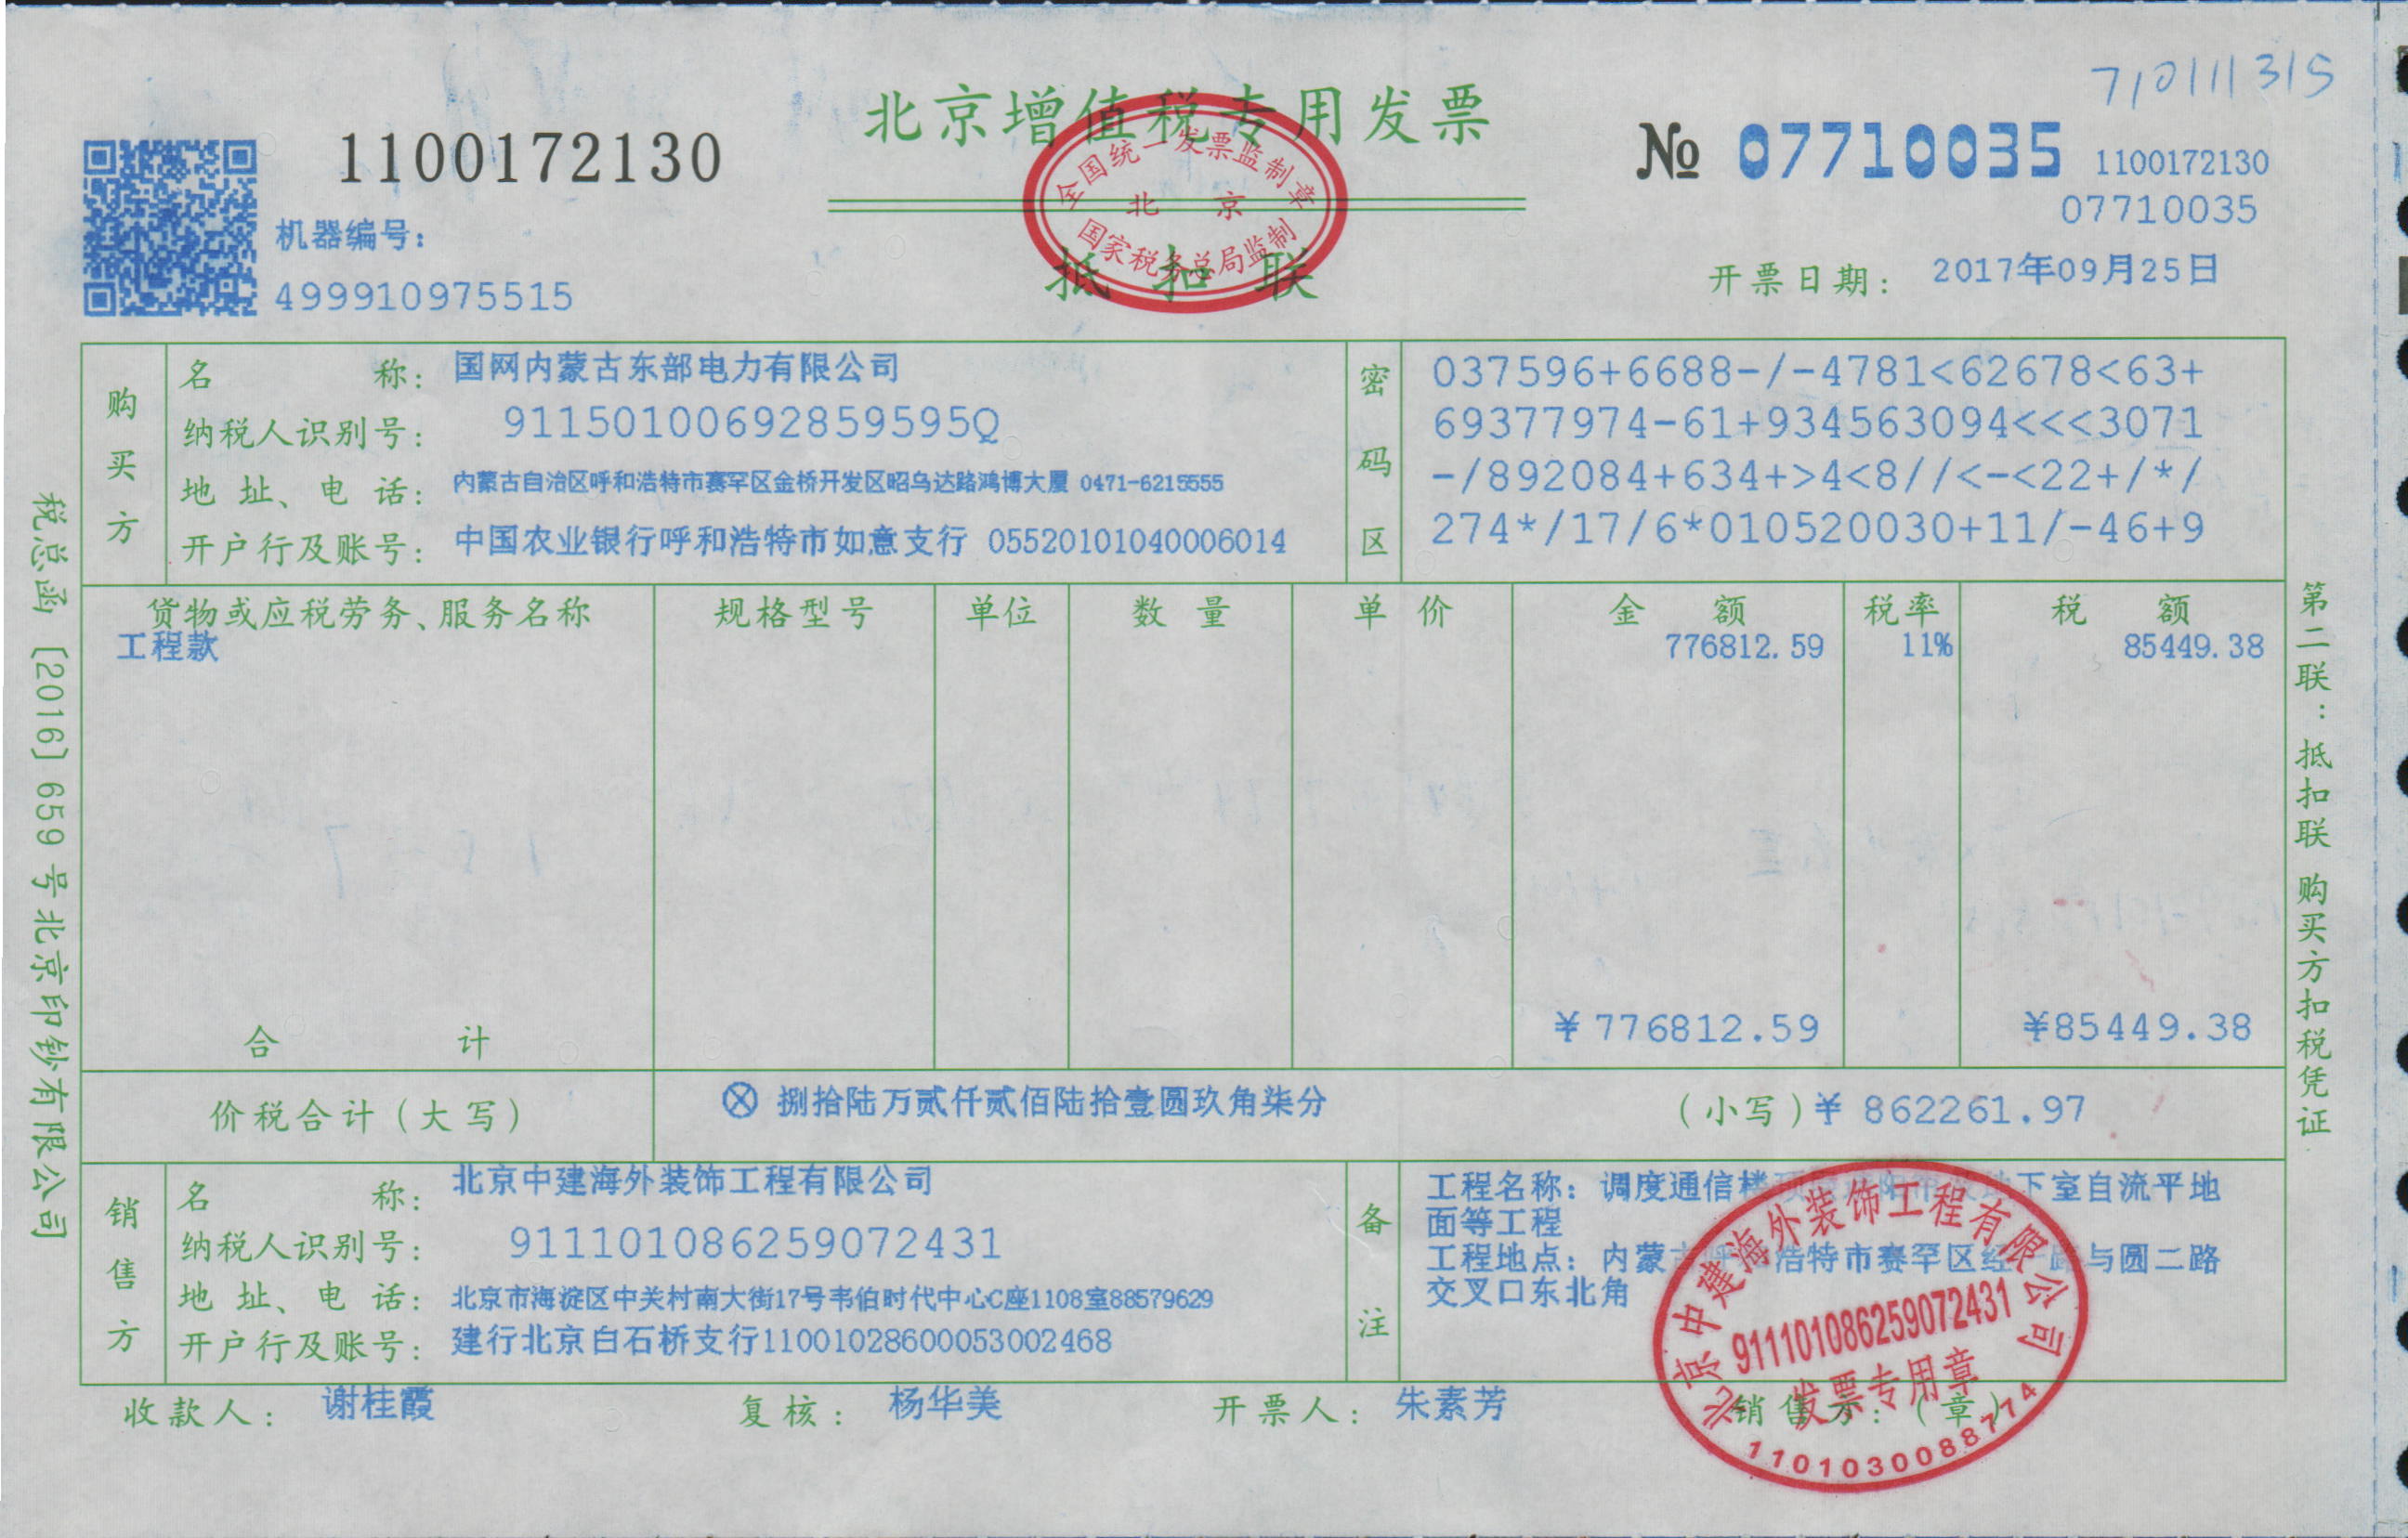 7101111315
北京增值税专用发票
1100172130
№ 07710035
1100172130
07710035
机器编号：
499910975515
全国统一发票监制章
北 京
国家税务总局监制
抵扣联
开票日期： 2017年09月25日
购买方
名 称： 国网内蒙古东部电力有限公司
纳税人识别号： 91150100692859595Q
地 址、电 话： 内蒙古自治区呼和浩特市赛罕区金桥开发区昭乌达路鸿博大厦 0471-6215555
开户行及账号： 中国农业银行呼和浩特市如意支行 05520101040006014
密码区
037596+6688-/-4781<62678<63+
69377974-61+934563094<<<3071
-/892084+634+>4<8//<-<22+/*/
274*/17/6*010520030+11/-46+9
货物或应税劳务、服务名称 规格型号 单位 数 量 单 价 金 额 税率 税 额
工程款 776812.59 11% 85449.38
合 计 ￥776812.59 ￥85449.38
价税合计（大写） ⊗ 捌拾陆万贰仟贰佰陆拾壹圆玖角柒分 （小写）￥ 862261.97
销售方
名 称： 北京中建海外装饰工程有限公司
纳税人识别号： 911101086259072431
地 址、电 话： 北京市海淀区中关村南大街17号韦伯时代中心C座1108室88579629
开户行及账号： 建行北京白石桥支行11001028600053002468
备注
工程名称：调度通信楼 下室自流平地
面等工程
工程地点：内蒙古呼和浩特市赛罕区经 路与圆二路
交叉口东北角
收款人： 谢桂霞 复核： 杨华美 开票人： 朱素芳 销售方：（章）
北京中建海外装饰工程有限公司
911101086259072431
发票专用章
1101030088774
税总函〔2016〕659号北京印钞有限公司
第二联：抵扣联 购买方扣税凭证